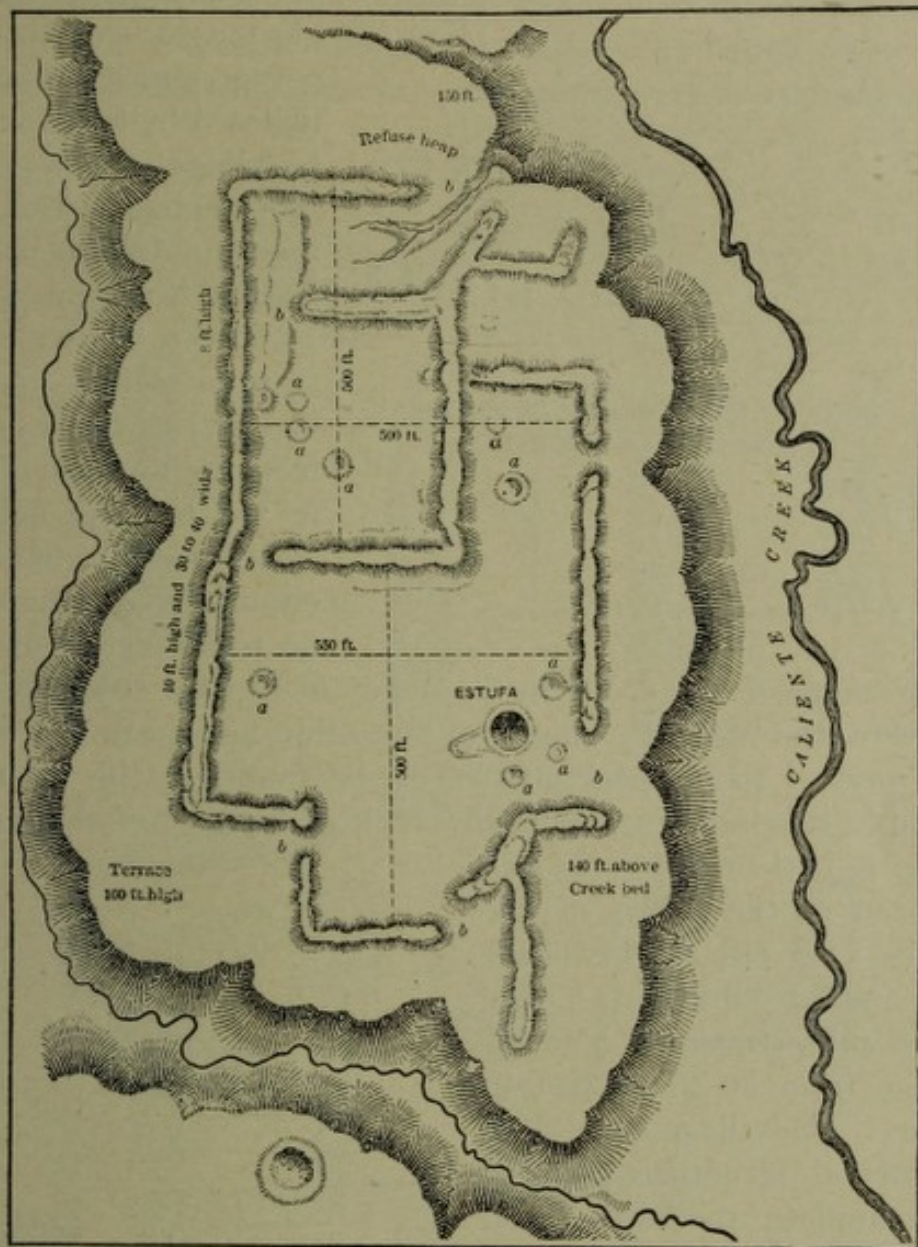 150 ft.
Refuse heap
b
8 ft. high
b
500 ft.
a
500 ft.
a
a
a
a
10 ft. high and 30 to 40 wide
b
550 ft.
a
a
ESTUFA
500 ft.
a
a
b
b
Terrace
160 ft. high
140 ft. above
Creek bed
b
CALIENTE CREEK